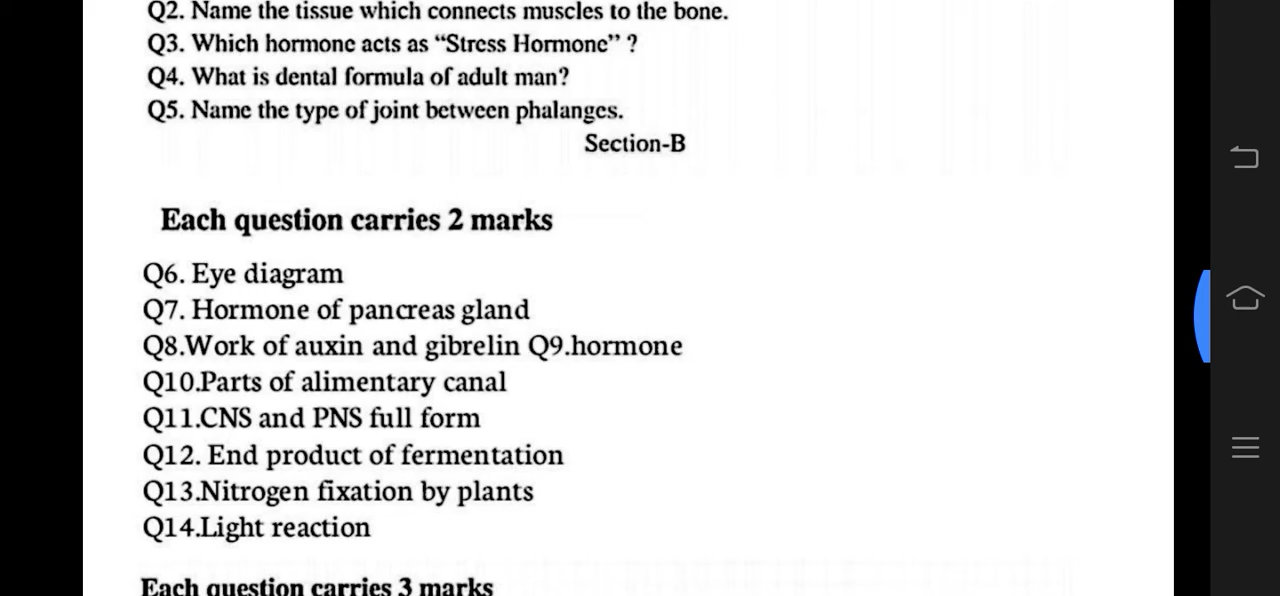 Q2. Name the tissue which connects muscles to the bone.
Q3. Which hormone acts as “Stress Hormone” ?
Q4. What is dental formula of adult man?
Q5. Name the type of joint between phalanges.
Section-B
Each question carries 2 marks
Q6. Eye diagram
Q7. Hormone of pancreas gland
Q8.Work of auxin and gibrelin Q9.hormone
Q10.Parts of alimentary canal
Q11.CNS and PNS full form
Q12. End product of fermentation
Q13.Nitrogen fixation by plants
Q14.Light reaction
Each question carries 3 marks